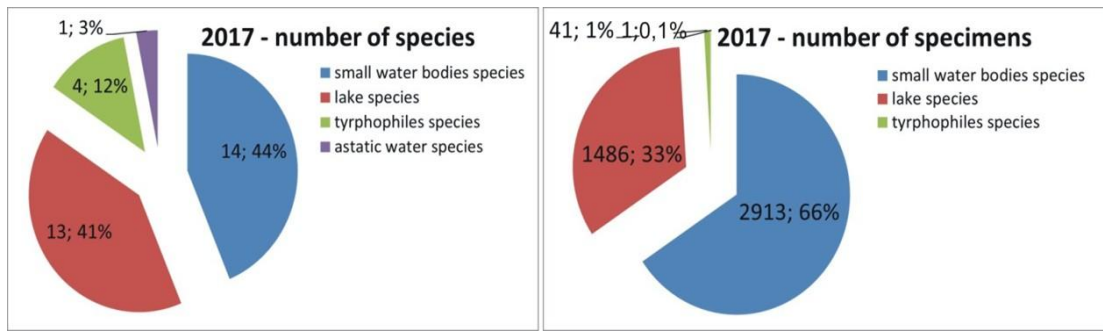 1; 3%
2017 - number of species
4; 12%
small water bodies species
lake species
tyrphophiles species
astatic water species
14; 44%
13; 41%
41; 1% 1;0,1%
2017 - number of specimens
small water bodies species
lake species
tyrphophiles species
1486; 33%
2913; 66%